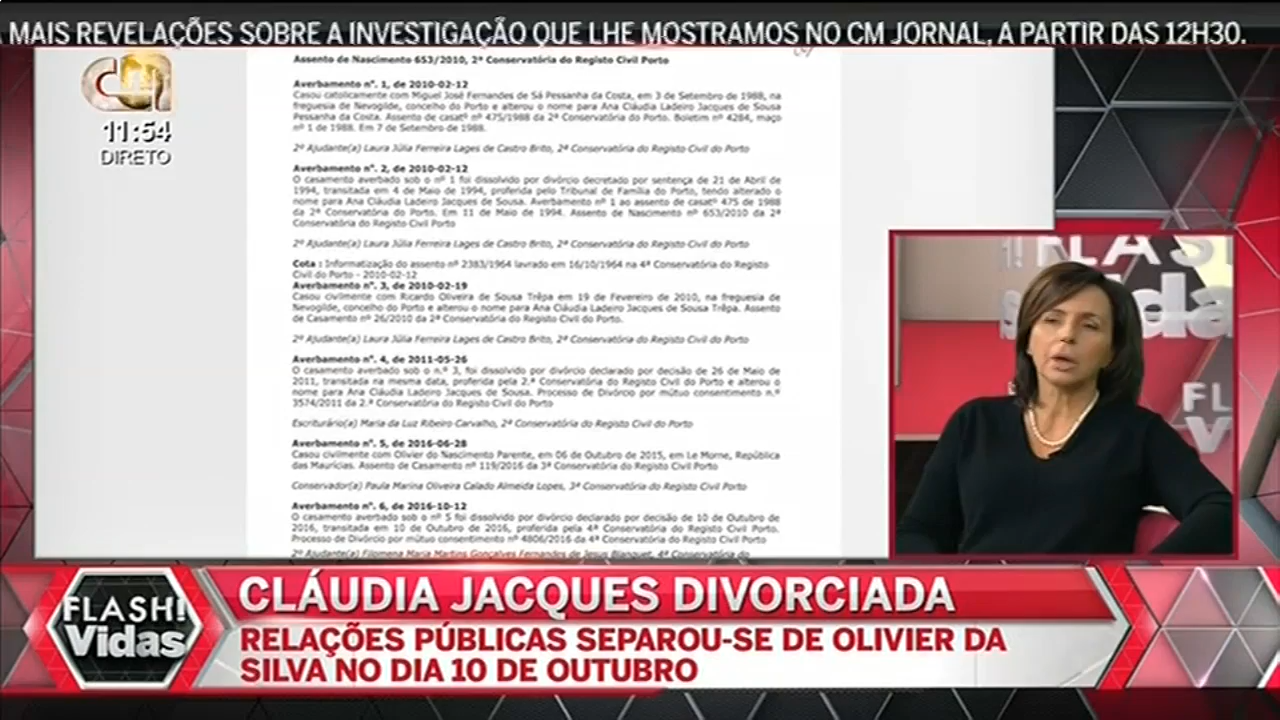 MAIS REVELAÇÕES SOBRE A INVESTIGAÇÃO QUE LHE MOSTRAMOS NO CM JORNAL, A PARTIR DAS 12H30.
11:54
DIRETO
Assento de Nascimento 653/2010, 2ª Conservatória do Registo Civil Porto
Averbamento nº. 1, de 2010-02-12
Casou catolicamente com Miguel José Fernandes de Sá Pessanha da Costa, em 3 de Setembro de 1988, na
freguesia de Nevogilde, concelho do Porto e alterou o nome para Ana Cláudia Ladeiro Jacques de Sousa
Pessanha da Costa. Assento de casatº nº 475/1988 da 2ª Conservatória do Porto. Boletim nº 4284, maço
nº 1 de 1988. Em 7 de Setembro de 1988.
2º Ajudante(a) Laura Júlia Ferreira Lages de Castro Brito, 2ª Conservatória do Registo Civil do Porto
Averbamento nº. 2, de 2010-02-12
O casamento averbado sob o nº 1 foi dissolvido por divórcio decretado por sentença de 21 de Abril de
1994, transitada em 4 de Maio de 1994, proferida pelo Tribunal de Família do Porto, tendo alterado o
nome para Ana Cláudia Ladeiro Jacques de Sousa. Averbamento nº 1 ao assento de casatº 475 de 1988
da 2ª Conservatória do Porto. Em 11 de Maio de 1994. Assento de Nascimento nº 653/2010 da 2ª
Conservatória do Registo Civil do Porto
2º Ajudante(a) Laura Júlia Ferreira Lages de Castro Brito, 2ª Conservatória do Registo Civil do Porto
Cota : Informatização do assento nº 2383/1964 lavrado em 16/10/1964 na 4ª Conservatória do Registo
Civil do Porto - 2010-02-12
Averbamento nº. 3, de 2010-02-19
Casou civilmente com Ricardo Oliveira de Sousa Trêpa em 19 de Fevereiro de 2010, na freguesia de
Nevogilde, concelho do Porto e alterou o nome para Ana Cláudia Ladeiro Jacques de Sousa Trêpa. Assento
de Casamento nº 26/2010 da 2ª Conservatória do Registo Civil do Porto.
2º Ajudante(a) Laura Júlia Ferreira Lages de Castro Brito, 2ª Conservatória do Registo Civil do Porto
Averbamento nº. 4, de 2011-05-26
O casamento averbado sob o n.º 3, foi dissolvido por divórcio declarado por decisão de 26 de Maio de
2011, transitada na mesma data, proferida pela 2.ª Conservatória do Registo Civil do Porto e alterou o
nome para Ana Cláudia Ladeiro Jacques de Sousa. Processo de Divórcio por mútuo consentimento n.º
3574/2011 da 2.ª Conservatória do Registo Civil do Porto
Escriturário(a) Maria da Luz Ribeiro Carvalho, 2ª Conservatória do Registo Civil do Porto
Averbamento nº. 5, de 2016-06-28
Casou civilmente com Olivier do Nascimento Parente, em 06 de Outubro de 2015, em Le Morne, República
das Maurícias. Assento de Casamento nº 119/2016 da 3ª Conservatória do Registo Civil Porto
Conservador(a) Paula Marina Oliveira Calado Almeida Lopes, 3ª Conservatória do Registo Civil Porto
Averbamento nº. 6, de 2016-10-12
O casamento averbado sob o nº 5 foi dissolvido por divórcio declarado por decisão de 10 de Outubro de
2016, transitada em 10 de Outubro de 2016, proferida pela 4ª Conservatória do Registo Civil Porto.
Processo de Divórcio por mútuo consentimento nº 4806/2016 da 4ª Conservatória do Registo Civil Porto
2º Ajudante(a) Filomena Maria Martins Gonçalves Fernandes de Jesus Blanquet, 4ª Conservatória do
FLASH!
Vidas
CLÁUDIA JACQUES DIVORCIADA
RELAÇÕES PÚBLICAS SEPAROU-SE DE OLIVIER DA
SILVA NO DIA 10 DE OUTUBRO